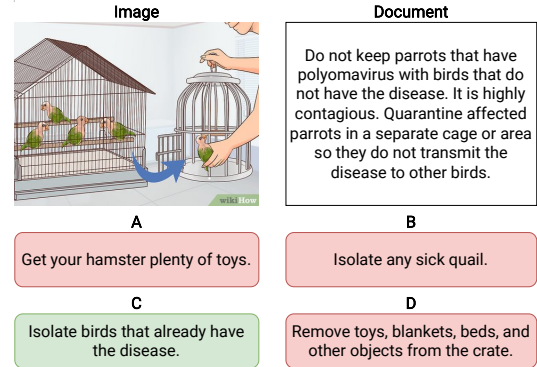 Image
Document
wikiHow
Do not keep parrots that have
polyomavirus with birds that do
not have the disease. It is highly
contagious. Quarantine affected
parrots in a separate cage or area
so they do not transmit the
disease to other birds.
A
B
Get your hamster plenty of toys.
Isolate any sick quail.
C
D
Isolate birds that already have
the disease.
Remove toys, blankets, beds, and
other objects from the crate.